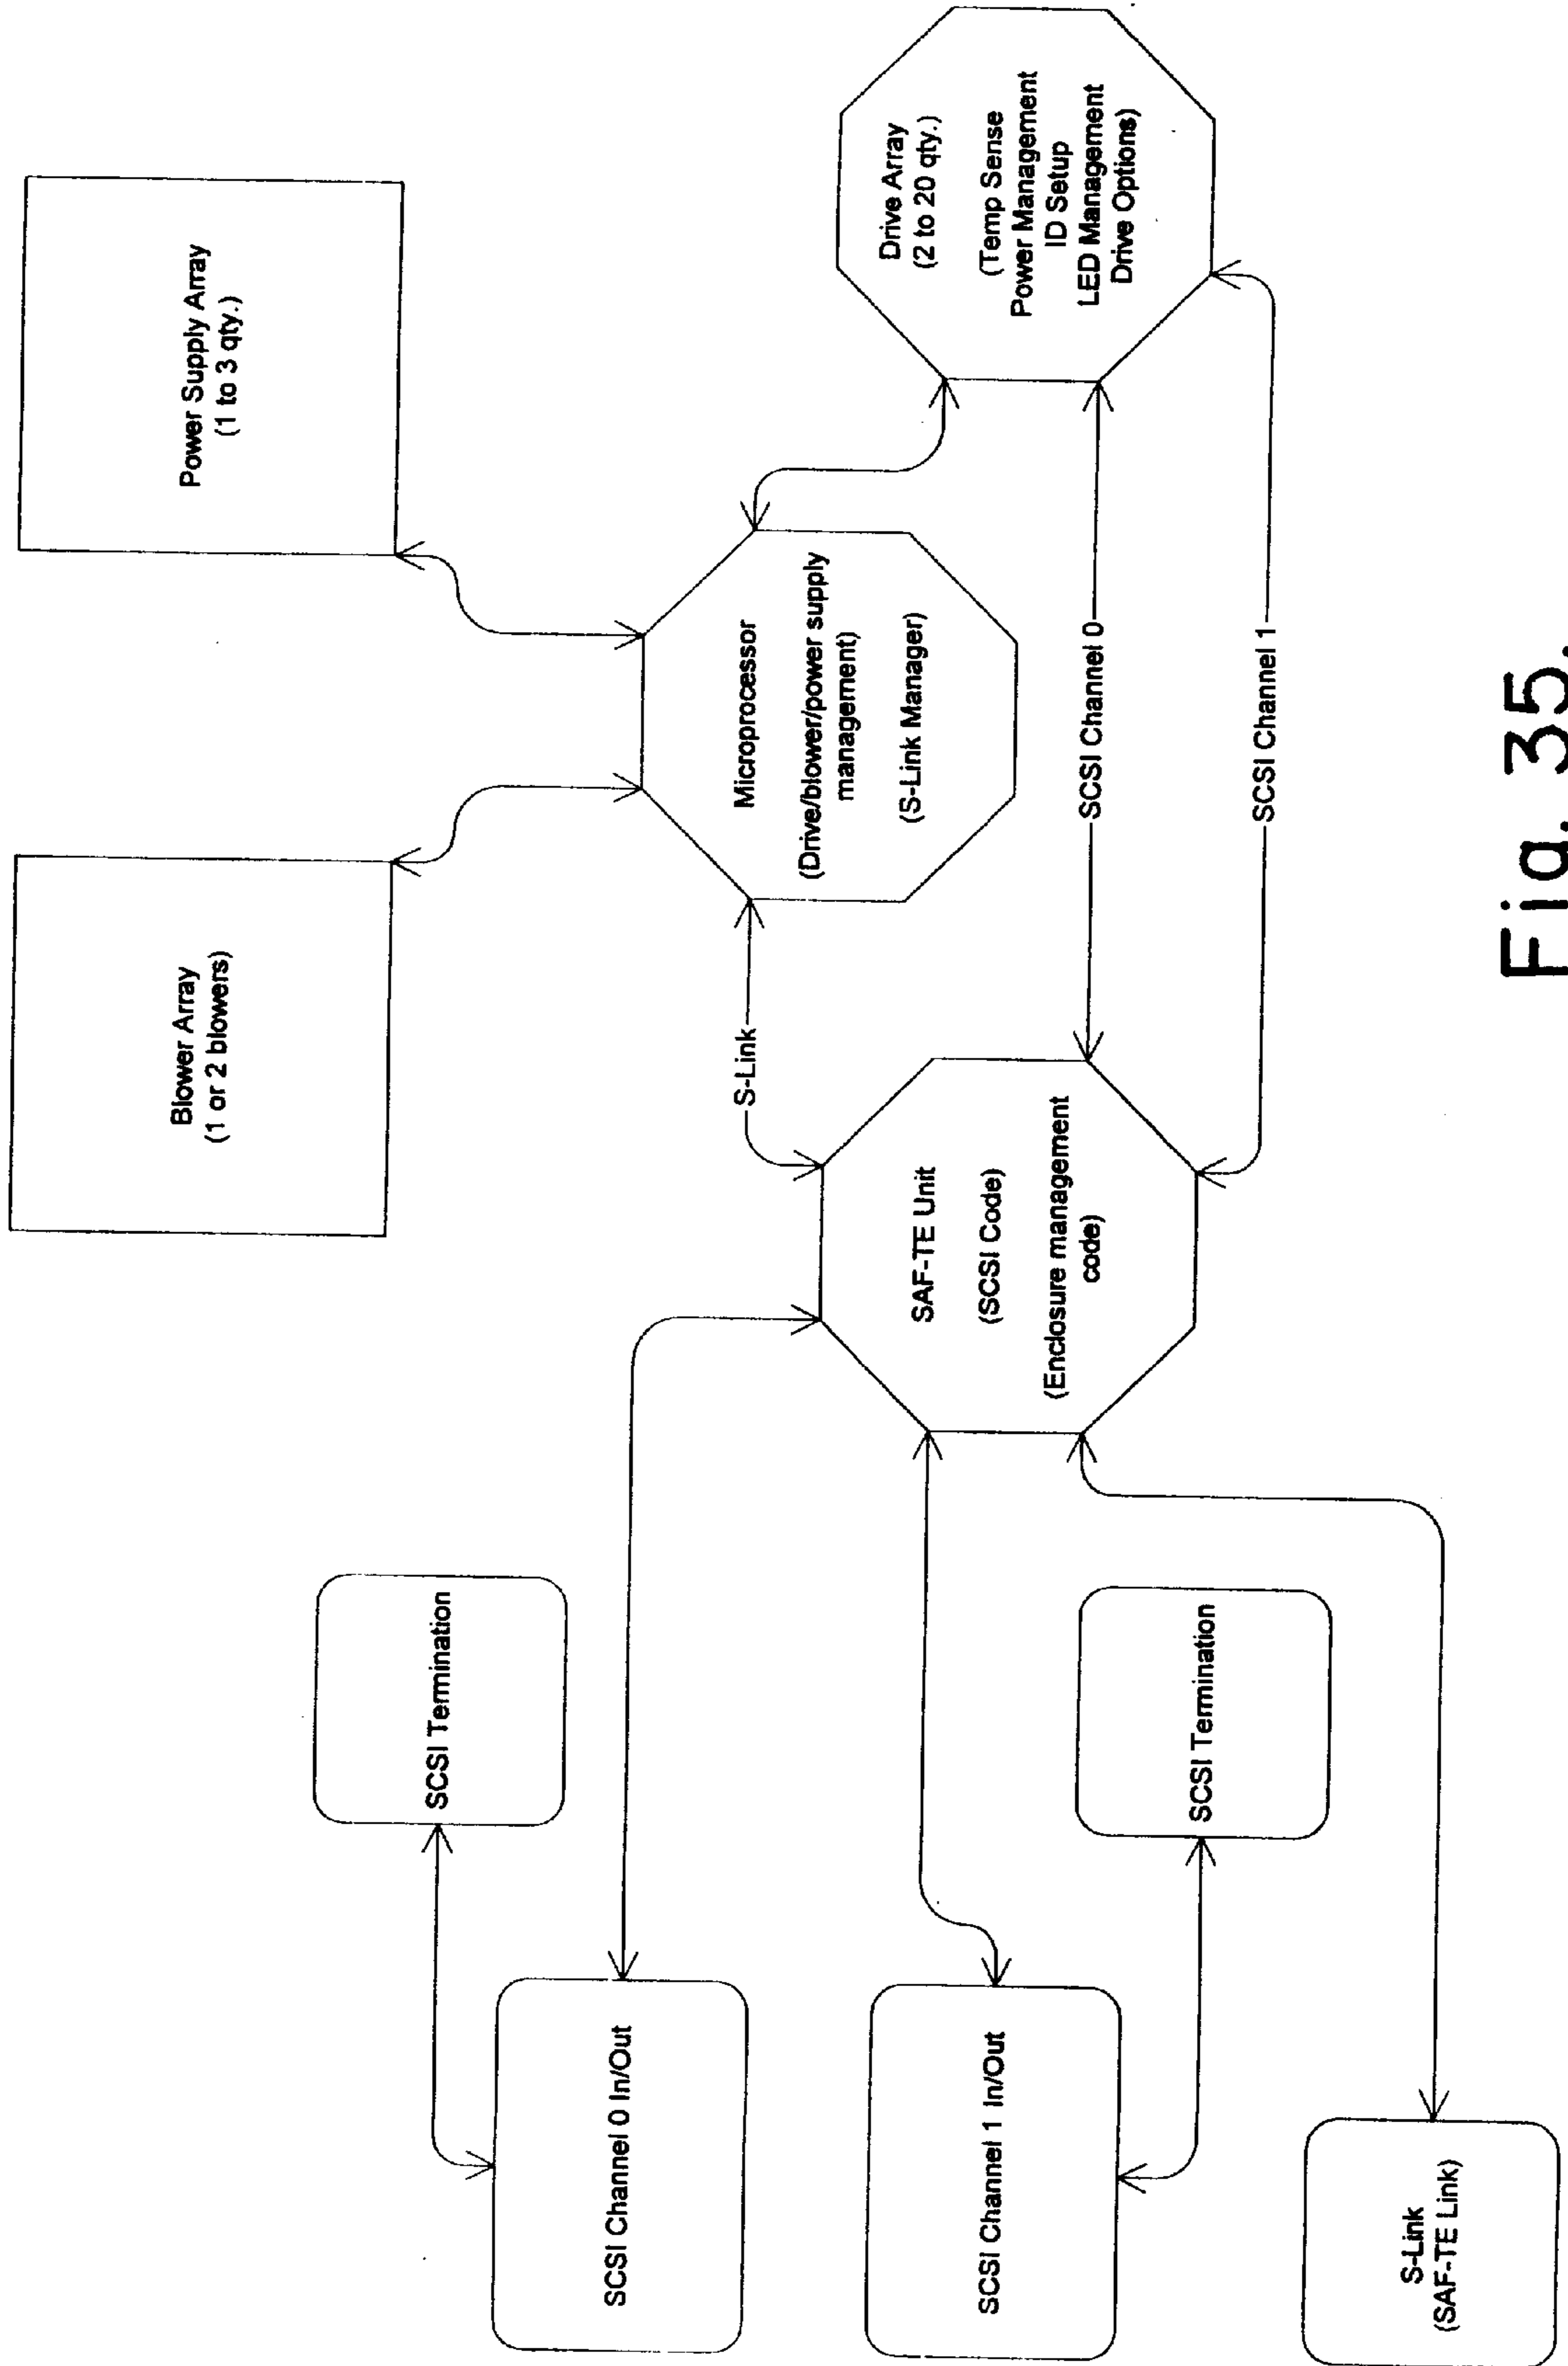 Blower Array
(1 or 2 blowers)
Power Supply Array
(1 to 3 qty.)
SCSI Termination
SCSI Channel 0 In/Out
S-Link
Microprocessor
(Drive/blower/power supply
management)
(S-Link Manager)
Drive Array
(2 to 20 qty.)
(Temp Sense
Power Management
ID Setup
LED Management
Drive Options)
SAF-TE Unit
(SCSI Code)
(Enclosure management
code)
SCSI Channel 0
SCSI Channel 1
SCSI Channel 1 In/Out
SCSI Termination
S-Link
(SAF-TE Link)
Fig. 35.